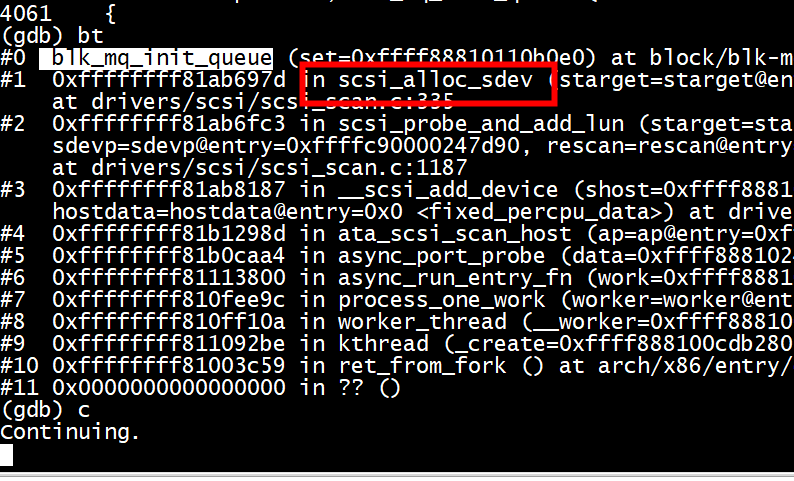 4061    {
(gdb) bt
#0  blk_mq_init_queue (set=0xffff88810110b0e0) at block/blk-m
#1  0xffffffff81ab697d in scsi_alloc_sdev (starget=starget@en
    at drivers/scsi/scsi_scan.c:335
#2  0xffffffff81ab6fc3 in scsi_probe_and_add_lun (starget=sta
    sdevp=sdevp@entry=0xffffc90000247d90, rescan=rescan@entry
    at drivers/scsi/scsi_scan.c:1187
#3  0xffffffff81ab8187 in __scsi_add_device (shost=0xffff8881
    hostdata=hostdata@entry=0x0 <fixed_percpu_data>) at drive
#4  0xffffffff81b1298d in ata_scsi_scan_host (ap=ap@entry=0xf
#5  0xffffffff81b0caa4 in async_port_probe (data=0xffff888102
#6  0xffffffff81113800 in async_run_entry_fn (work=0xffff8881
#7  0xffffffff810fee9c in process_one_work (worker=worker@ent
#8  0xffffffff810ff10a in worker_thread (__worker=0xffff88810
#9  0xffffffff811092be in kthread (_create=0xffff888100cdb280
#10 0xffffffff81003c59 in ret_from_fork () at arch/x86/entry/
#11 0x0000000000000000 in ?? ()
(gdb) c
Continuing.